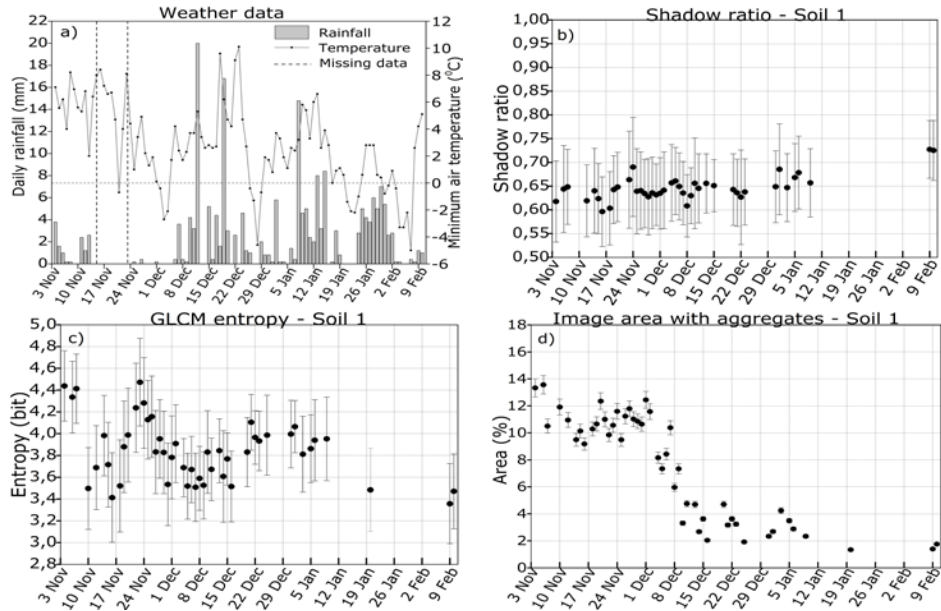 Weather data
a)
Rainfall
Temperature
Missing data
Daily rainfall (mm)
22
20
18
16
14
12
10
8
6
4
2
0
Minimum air temperature (⁰C)
12
10
8
6
4
2
0
−2
−4
−6
3 Nov
10 Nov
17 Nov
24 Nov
1 Dec
8 Dec
15 Dec
22 Dec
29 Dec
5 Jan
12 Jan
19 Jan
26 Jan
2 Feb
9 Feb
Shadow ratio - Soil 1
b)
Shadow ratio
1,00
0,95
0,90
0,85
0,80
0,75
0,70
0,65
0,60
0,55
0,50
3 Nov
10 Nov
17 Nov
24 Nov
1 Dec
8 Dec
15 Dec
22 Dec
29 Dec
5 Jan
12 Jan
19 Jan
26 Jan
2 Feb
9 Feb
GLCM entropy - Soil 1
c)
Entropy (bit)
5,0
4,8
4,6
4,4
4,2
4,0
3,8
3,6
3,4
3,2
3,0
2,8
3 Nov
10 Nov
17 Nov
24 Nov
1 Dec
8 Dec
15 Dec
22 Dec
29 Dec
5 Jan
12 Jan
19 Jan
26 Jan
2 Feb
9 Feb
Image area with aggregates - Soil 1
d)
Area (%)
18
16
14
12
10
8
6
4
2
0
3 Nov
10 Nov
17 Nov
24 Nov
1 Dec
8 Dec
15 Dec
22 Dec
29 Dec
5 Jan
12 Jan
19 Jan
26 Jan
2 Feb
9 Feb